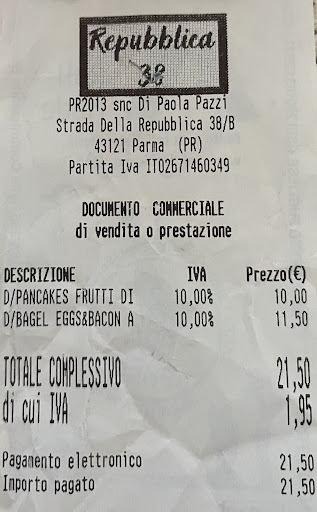 Repubblica
38
PR2013 snc Di Paola Pazzi
Strada Della Repubblica 38/B
43121 Parma (PR)
Partita Iva IT02671460349
DOCUMENTO COMMERCIALE
di vendita o prestazione
DESCRIZIONE IVA Prezzo(€)
D/PANCAKES FRUTTI DI 10,00% 10,00
D/BAGEL EGGS&BACON A 10,00% 11,50
TOTALE COMPLESSIVO 21,50
di cui IVA 1,95
Pagamento elettronico 21,50
Importo pagato 21,50